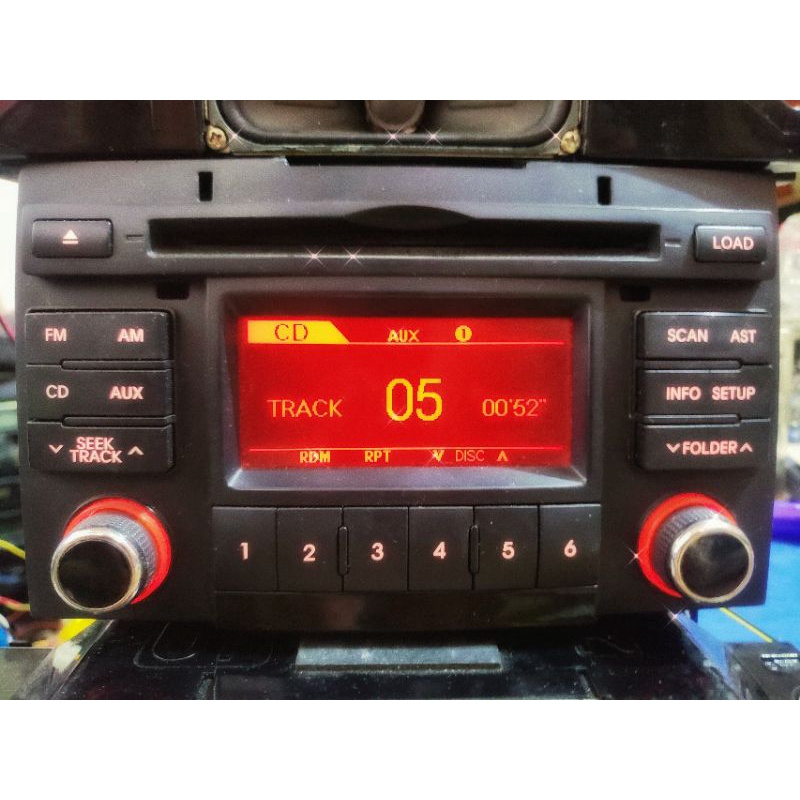 LOAD
FM AM
CD AUX
SEEK
TRACK
CD AUX 1
TRACK 05 00'52"
RDM RPT DISC
SCAN AST
INFO SETUP
FOLDER
1 2 3 4 5 6